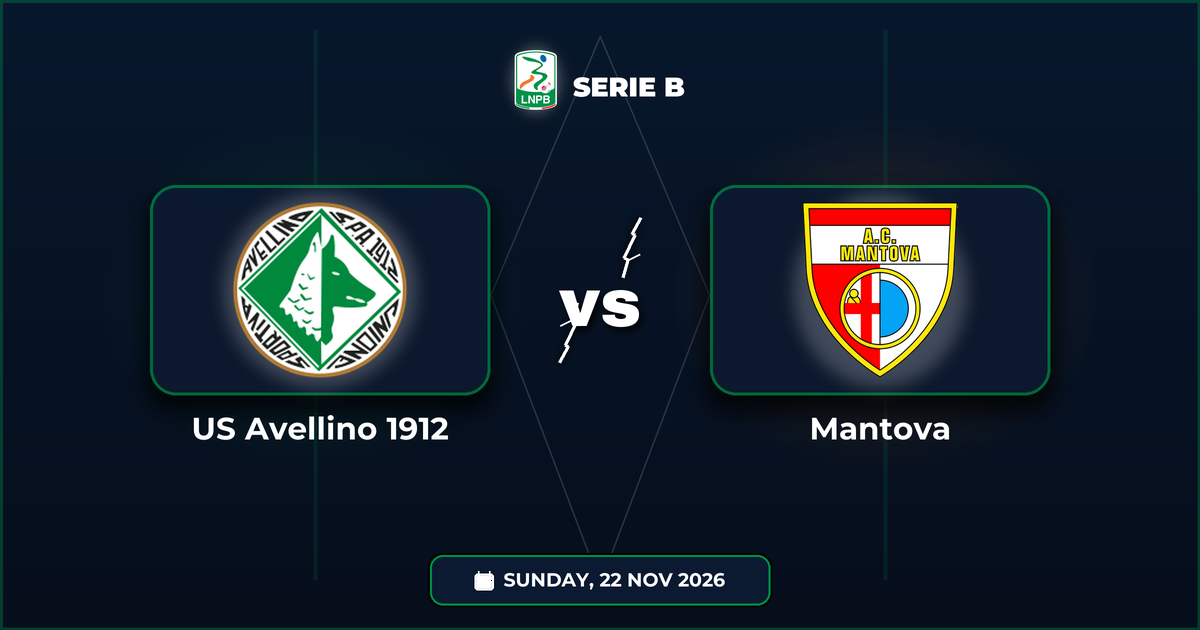 LNPB
SERIE B
AVELLINO
S.P.A. 1912
UNIONE
SPORTIVA
VS
A.C.
MANTOVA
US Avellino 1912
Mantova
SUNDAY, 22 NOV 2026